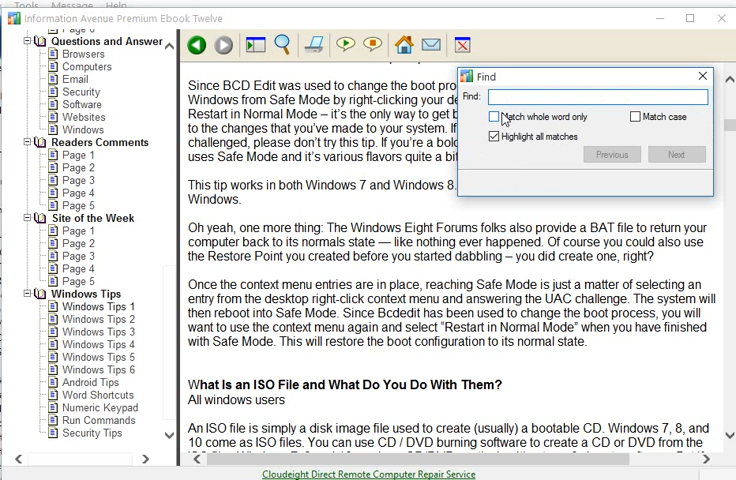 Tools Message Help
Information Avenue Premium Ebook Twelve
Page 6
Questions and Answer
Browsers
Computers
Email
Security
Software
Websites
Windows
Readers Comments
Page 1
Page 2
Page 3
Page 4
Page 5
Site of the Week
Page 1
Page 2
Page 3
Page 4
Page 5
Windows Tips
Windows Tips 1
Windows Tips 2
Windows Tips 3
Windows Tips 4
Windows Tips 5
Windows Tips 6
Android Tips
Word Shortcuts
Numeric Keypad
Run Commands
Security Tips
Since BCD Edit was used to change the boot pro
Windows from Safe Mode by right-clicking your de
Restart in Normal Mode – it's the only way to get b
to the changes that you've made to your system. If
challenged, please don't try this tip. If you're a bold
uses Safe Mode and it's various flavors quite a bit
This tip works in both Windows 7 and Windows 8.
Windows.
Oh yeah, one more thing: The Windows Eight Forums folks also provide a BAT file to return your
computer back to its normals state — like nothing ever happened. Of course you could also use
the Restore Point you created before you started dabbling – you did create one, right?
Once the context menu entries are in place, reaching Safe Mode is just a matter of selecting an
entry from the desktop right-click context menu and answering the UAC challenge. The system will
then reboot into Safe Mode. Since Bcdedit has been used to change the boot process, you will
want to use the context menu again and select "Restart in Normal Mode" when you have finished
with Safe Mode. This will restore the boot configuration to its normal state.
What Is an ISO File and What Do You Do With Them?
All windows users
An ISO file is simply a disk image file used to create (usually) a bootable CD. Windows 7, 8, and
10 come as ISO files. You can use CD / DVD burning software to create a CD or DVD from the
Find
Find:
Match whole word only
Match case
Highlight all matches
Previous
Next
Cloudeight Direct Remote Computer Repair Service